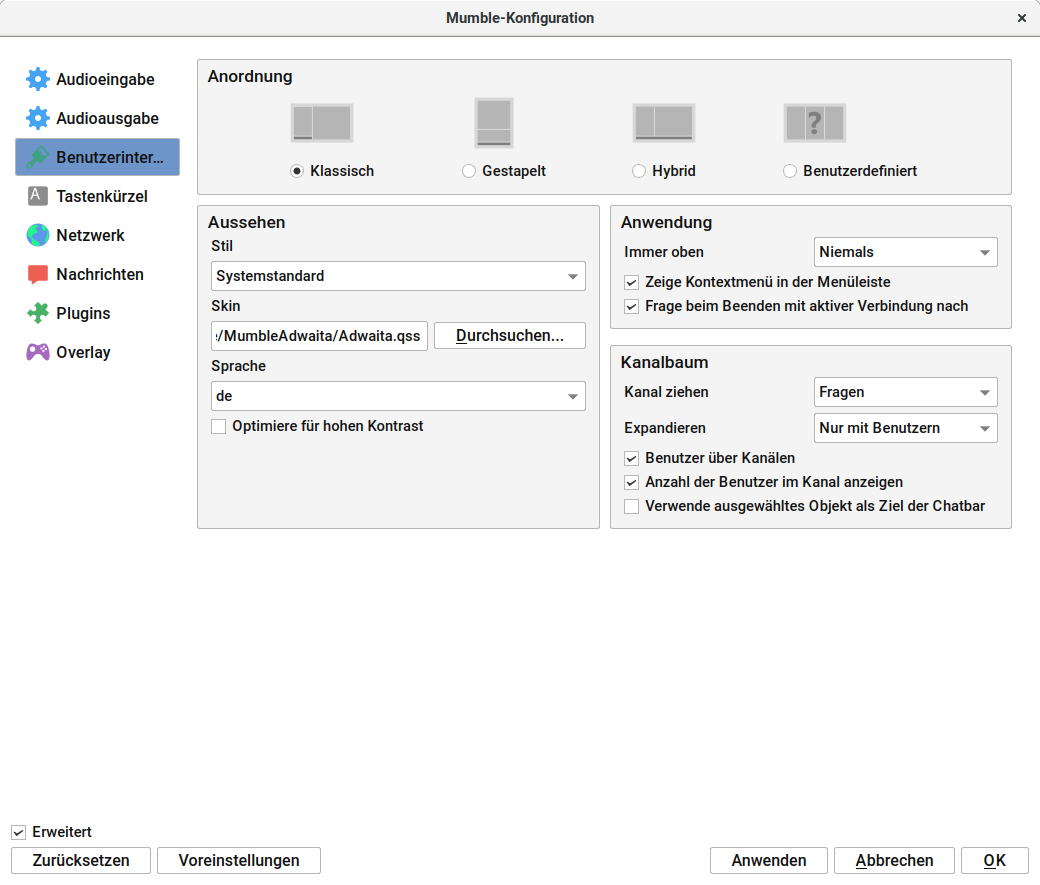 Mumble-Konfiguration
Audioeingabe
Audioausgabe
Benutzerinter...
Tastenkürzel
Netzwerk
Nachrichten
Plugins
Overlay
Anordnung
?
Klassisch Gestapelt Hybrid Benutzerdefiniert
Aussehen
Stil
Systemstandard
Skin
/MumbleAdwaita/Adwaita.qss Durchsuchen...
Sprache
de
Optimiere für hohen Kontrast
Anwendung
Immer oben Niemals
Zeige Kontextmenü in der Menüleiste
Frage beim Beenden mit aktiver Verbindung nach
Kanalbaum
Kanal ziehen Fragen
Expandieren Nur mit Benutzern
Benutzer über Kanälen
Anzahl der Benutzer im Kanal anzeigen
Verwende ausgewähltes Objekt als Ziel der Chatbar
Erweitert
Zurücksetzen Voreinstellungen Anwenden Abbrechen OK